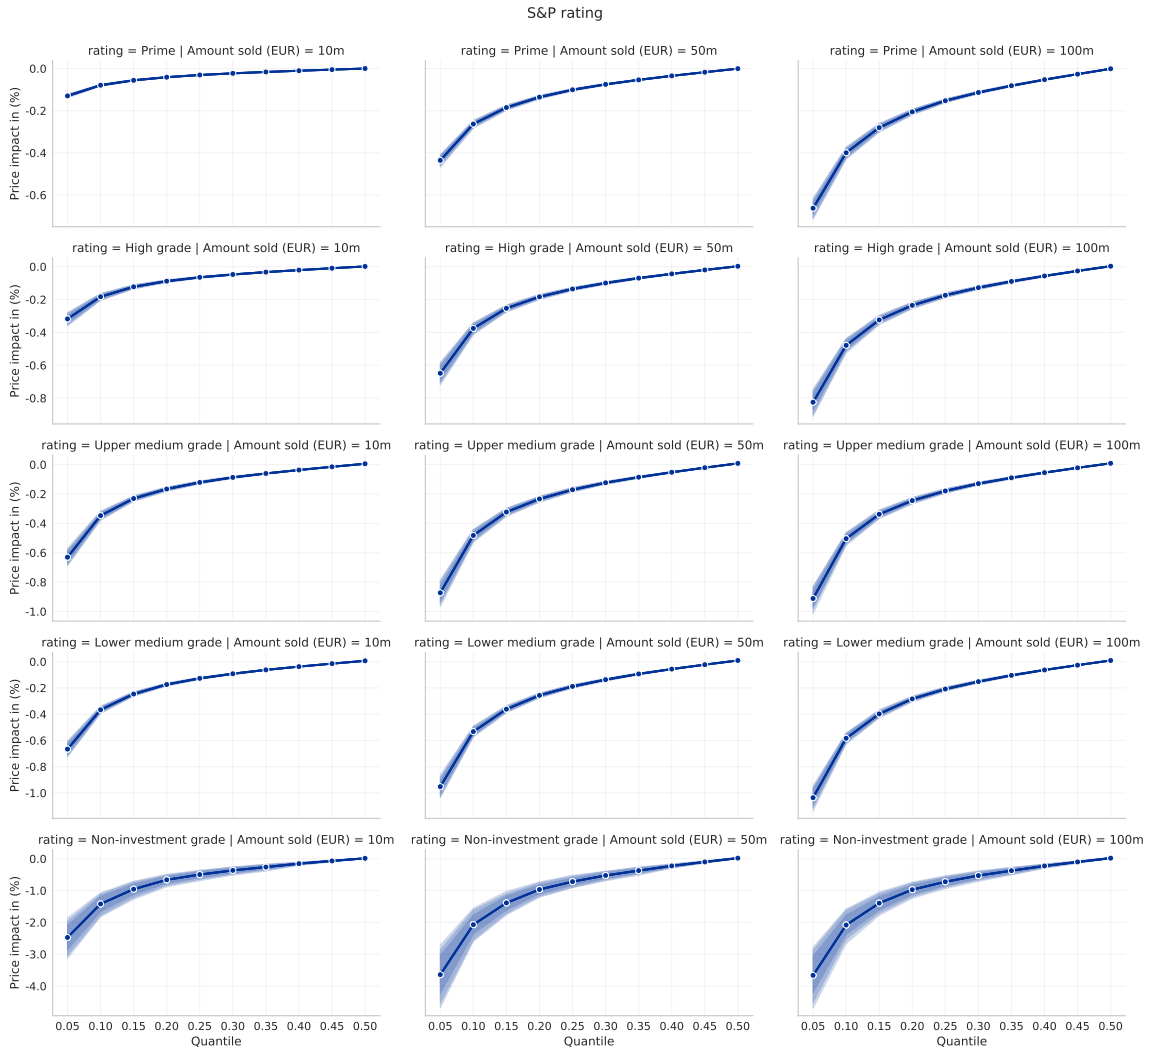 S&P rating
rating = Prime | Amount sold (EUR) = 10m
rating = Prime | Amount sold (EUR) = 50m
rating = Prime | Amount sold (EUR) = 100m
Price impact in (%)
0.0
-0.2
-0.4
-0.6
rating = High grade | Amount sold (EUR) = 10m
rating = High grade | Amount sold (EUR) = 50m
rating = High grade | Amount sold (EUR) = 100m
Price impact in (%)
0.0
-0.2
-0.4
-0.6
-0.8
rating = Upper medium grade | Amount sold (EUR) = 10m
rating = Upper medium grade | Amount sold (EUR) = 50m
rating = Upper medium grade | Amount sold (EUR) = 100m
Price impact in (%)
0.0
-0.2
-0.4
-0.6
-0.8
-1.0
rating = Lower medium grade | Amount sold (EUR) = 10m
rating = Lower medium grade | Amount sold (EUR) = 50m
rating = Lower medium grade | Amount sold (EUR) = 100m
Price impact in (%)
0.0
-0.2
-0.4
-0.6
-0.8
-1.0
rating = Non-investment grade | Amount sold (EUR) = 10m
rating = Non-investment grade | Amount sold (EUR) = 50m
rating = Non-investment grade | Amount sold (EUR) = 100m
Price impact in (%)
0.0
-1.0
-2.0
-3.0
-4.0
0.05 0.10 0.15 0.20 0.25 0.30 0.35 0.40 0.45 0.50
0.05 0.10 0.15 0.20 0.25 0.30 0.35 0.40 0.45 0.50
0.05 0.10 0.15 0.20 0.25 0.30 0.35 0.40 0.45 0.50
Quantile
Quantile
Quantile